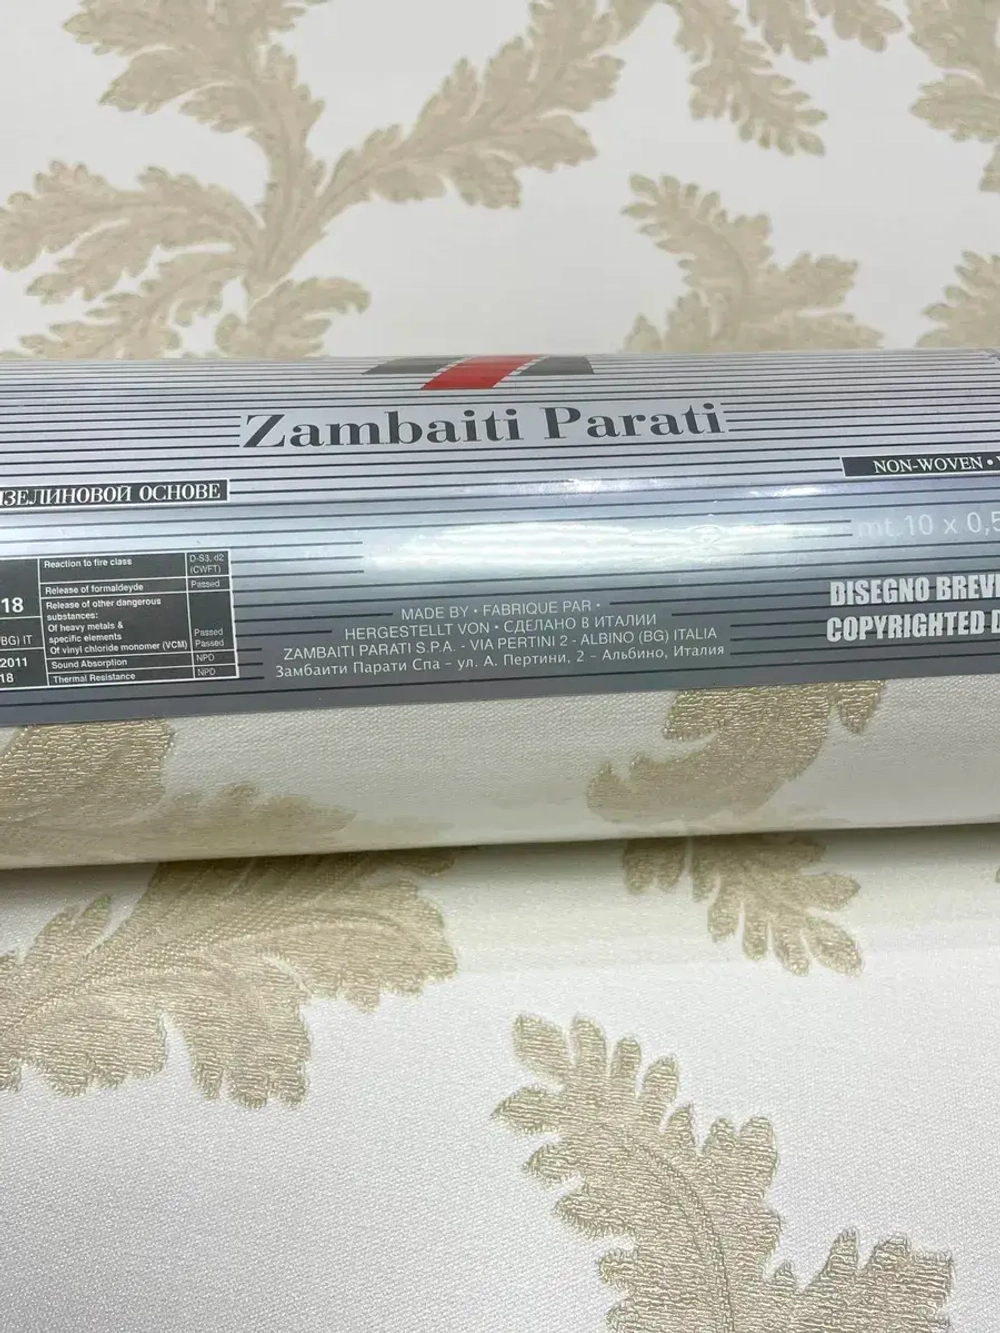 Zambaiti Parati
ЗЕЛИНОВОЙ ОСНОВЕ
NON-WOVEN •
mt 10 x 0,5
Reaction to fire class
D-S3, d2
(CWFT)
Release of formaldeyde
Passed
18
Release of other dangerous
substances:
Of heavy metals &
specific elements
Passed
Of vinyl chloride monomer (VCM)
Passed
(BG) IT
2011
Sound Absorption
NPD
18
Thermal Resistance
NPD
MADE BY • FABRIQUE PAR •
HERGESTELLT VON • СДЕЛАНО В ИТАЛИИ
ZAMBAITI PARATI S.P.A. - VIA PERTINI 2 - ALBINO (BG) ITALIA
Замбаити Парати Спа - ул. А. Пертини, 2 - Альбино, Италия
DISEGNO BREV
COPYRIGHTED